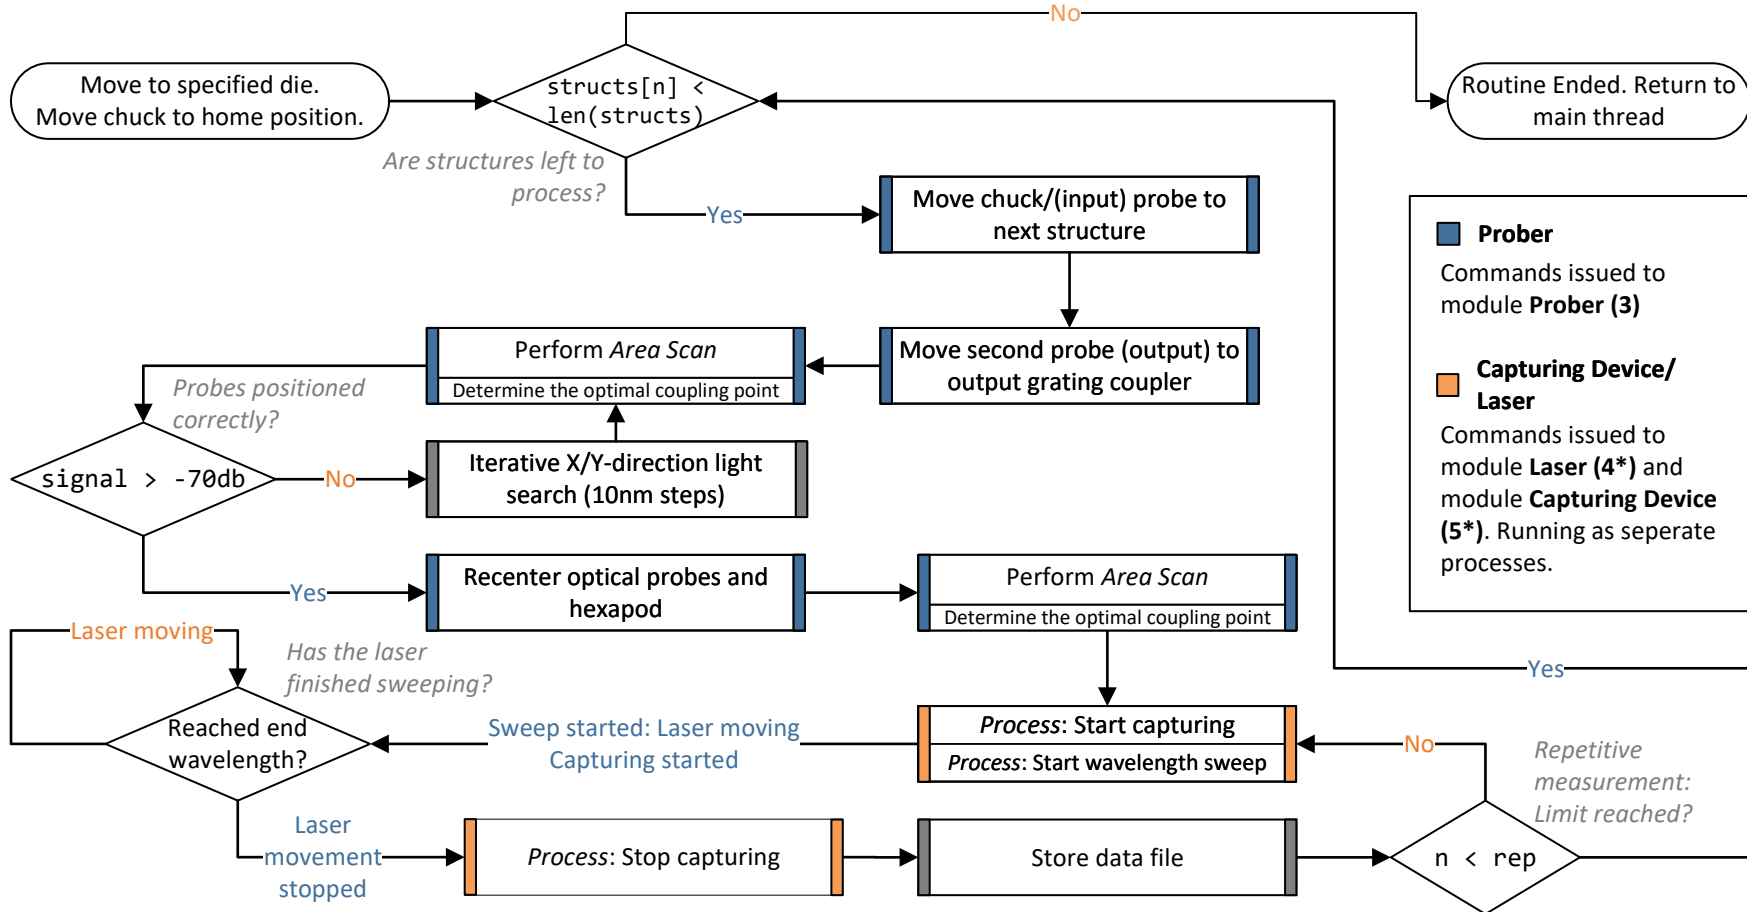 No
Move to specified die.
Move chuck to home position.
structs[n] <
len(structs)
Routine Ended. Return to
main thread
Are structures left to
process?
Yes
Move chuck/(input) probe to
next structure
Prober
Commands issued to
module Prober (3)
Capturing Device/
Laser
Commands issued to
module Laser (4*) and
module Capturing Device
(5*). Running as seperate
processes.
Perform Area Scan
Determine the optimal coupling point
Move second probe (output) to
output grating coupler
Probes positioned
correctly?
signal > -70db
No
Iterative X/Y-direction light
search (10nm steps)
Yes
Recenter optical probes and
hexapod
Perform Area Scan
Determine the optimal coupling point
Laser moving
Has the laser
finished sweeping?
Yes
Reached end
wavelength?
Sweep started: Laser moving
Capturing started
Process: Start capturing
Process: Start wavelength sweep
No
Repetitive
measurement:
Limit reached?
Laser
movement
stopped
Process: Stop capturing
Store data file
n < rep